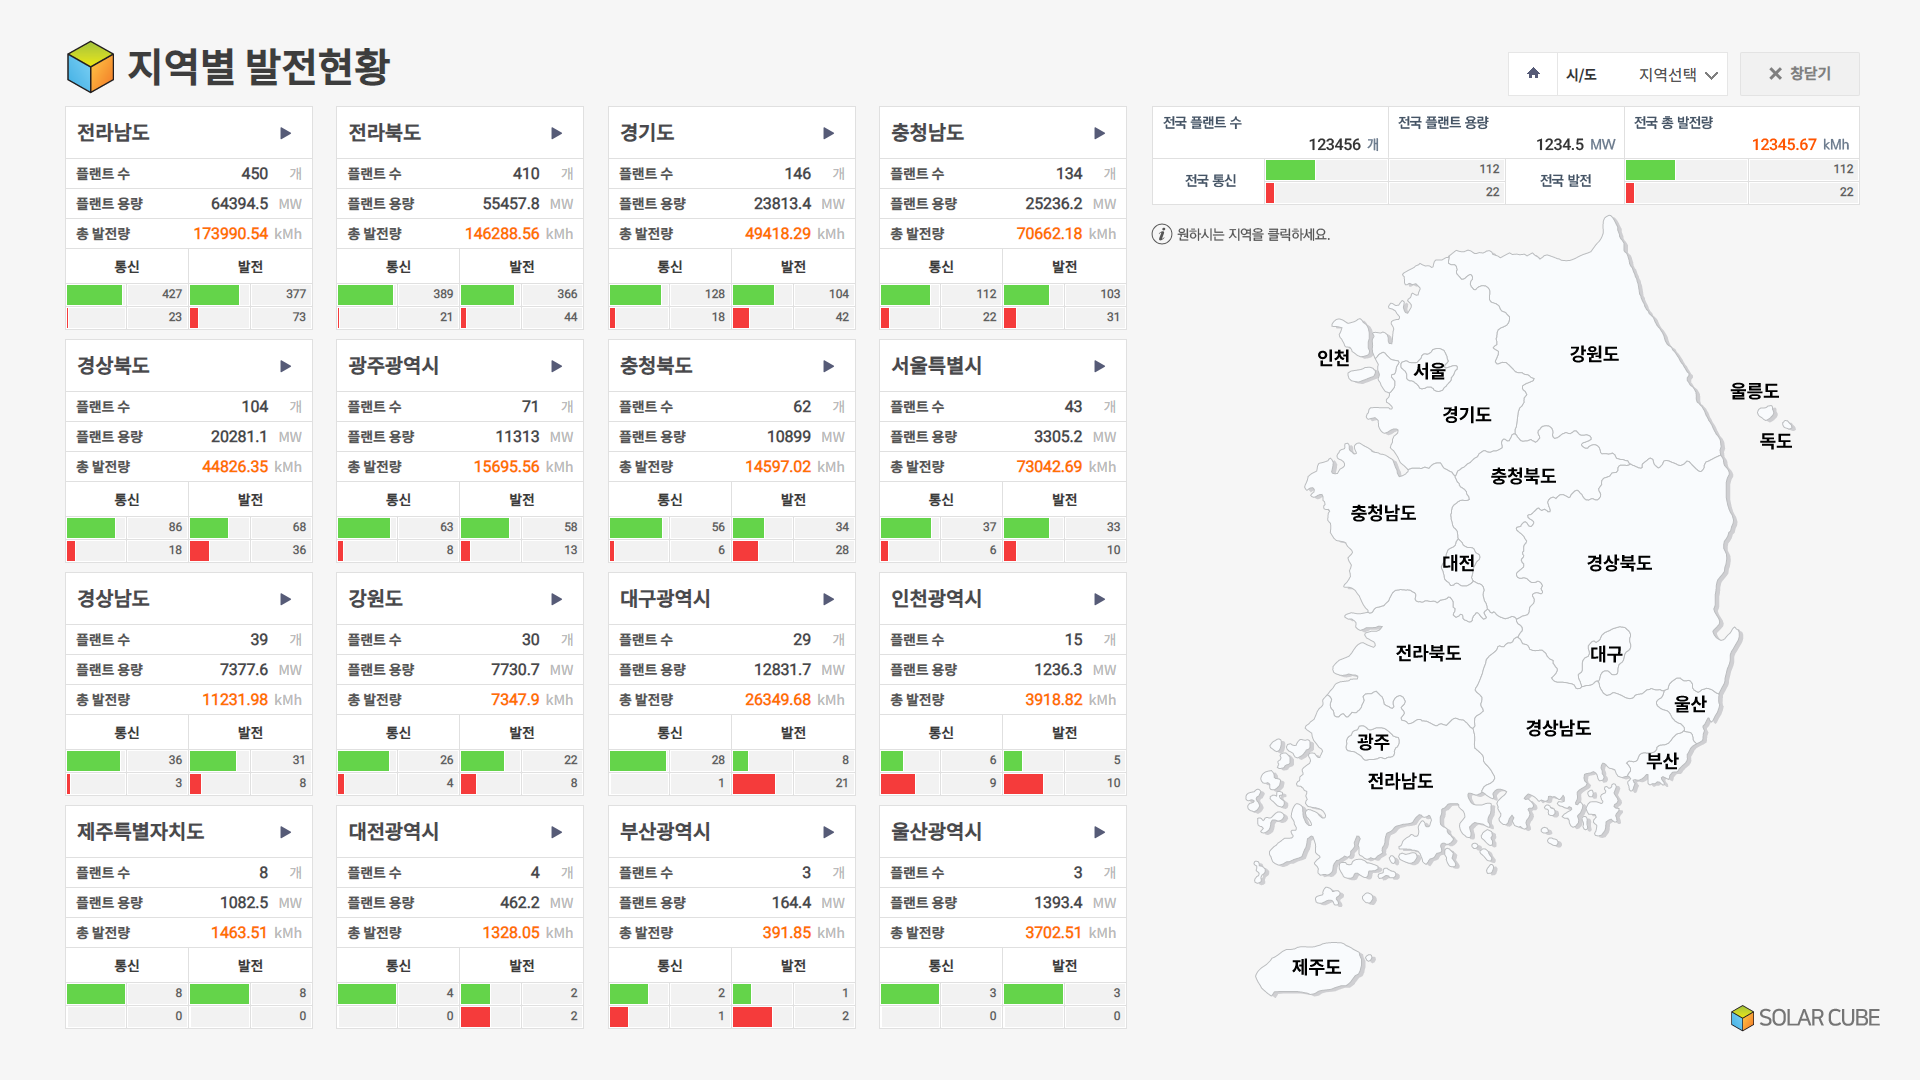 지역별 발전현황
시/도 지역선택
창닫기
전라남도
플랜트 수 450 개
플랜트 용량 64394.5 MW
총 발전량 173990.54 kMh
통신 발전
427 377
23 73
전라북도
플랜트 수 410 개
플랜트 용량 55457.8 MW
총 발전량 146288.56 kMh
통신 발전
389 366
21 44
경기도
플랜트 수 146 개
플랜트 용량 23813.4 MW
총 발전량 49418.29 kMh
통신 발전
128 104
18 42
충청남도
플랜트 수 134 개
플랜트 용량 25236.2 MW
총 발전량 70662.18 kMh
통신 발전
112 103
22 31
경상북도
플랜트 수 104 개
플랜트 용량 20281.1 MW
총 발전량 44826.35 kMh
통신 발전
86 68
18 36
광주광역시
플랜트 수 71 개
플랜트 용량 11313 MW
총 발전량 15695.56 kMh
통신 발전
63 58
8 13
충청북도
플랜트 수 62 개
플랜트 용량 10899 MW
총 발전량 14597.02 kMh
통신 발전
56 34
6 28
서울특별시
플랜트 수 43 개
플랜트 용량 3305.2 MW
총 발전량 73042.69 kMh
통신 발전
37 33
6 10
경상남도
플랜트 수 39 개
플랜트 용량 7377.6 MW
총 발전량 11231.98 kMh
통신 발전
36 31
3 8
강원도
플랜트 수 30 개
플랜트 용량 7730.7 MW
총 발전량 7347.9 kMh
통신 발전
26 22
4 8
대구광역시
플랜트 수 29 개
플랜트 용량 12831.7 MW
총 발전량 26349.68 kMh
통신 발전
28 8
1 21
인천광역시
플랜트 수 15 개
플랜트 용량 1236.3 MW
총 발전량 3918.82 kMh
통신 발전
6 5
9 10
제주특별자치도
플랜트 수 8 개
플랜트 용량 1082.5 MW
총 발전량 1463.51 kMh
통신 발전
8 8
0 0
대전광역시
플랜트 수 4 개
플랜트 용량 462.2 MW
총 발전량 1328.05 kMh
통신 발전
4 2
0 2
부산광역시
플랜트 수 3 개
플랜트 용량 164.4 MW
총 발전량 391.85 kMh
통신 발전
2 1
1 2
울산광역시
플랜트 수 3 개
플랜트 용량 1393.4 MW
총 발전량 3702.51 kMh
통신 발전
3 3
0 0
전국 플랜트 수
123456 개
전국 플랜트 용량
1234.5 MW
전국 총 발전량
12345.67 kMh
전국 통신
112
22
전국 발전
112
22
i 원하시는 지역을 클릭하세요.
강원도
인천
서울
울릉도
경기도
독도
충청북도
충청남도
대전
경상북도
전라북도
대구
울산
경상남도
광주
부산
전라남도
제주도
SOLAR CUBE